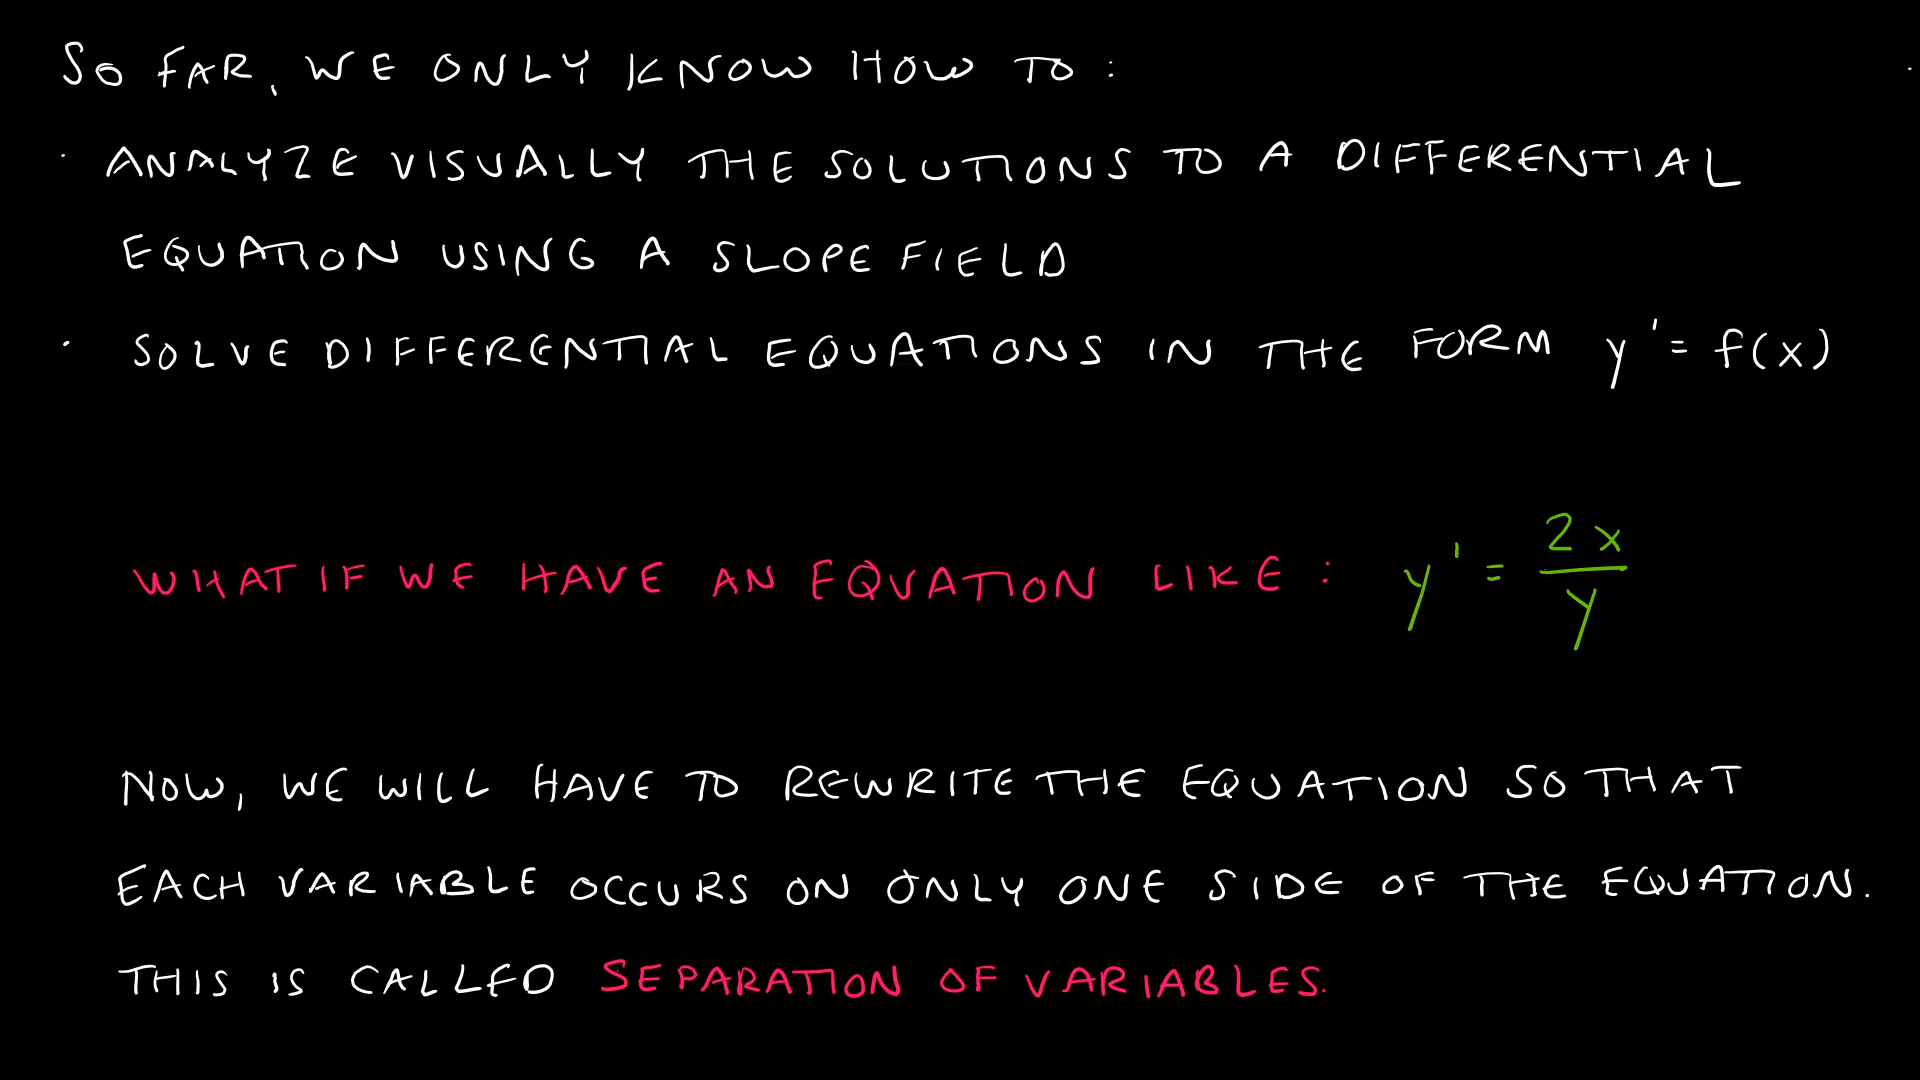 SO FAR, WE ONLY KNOW HOW TO :
· ANALYZE VISUALLY THE SOLUTIONS TO A DIFFERENTIAL
EQUATION USING A SLOPE FIELD
· SOLVE DIFFERENTIAL EQUATIONS IN THE FORM y' = f(x)
WHAT IF WE HAVE AN EQUATION LIKE : y' = 2x/y
NOW, WE WILL HAVE TO REWRITE THE EQUATION SO THAT
EACH VARIABLE OCCURS ON ONLY ONE SIDE OF THE EQUATION.
THIS IS CALLED SEPARATION OF VARIABLES.